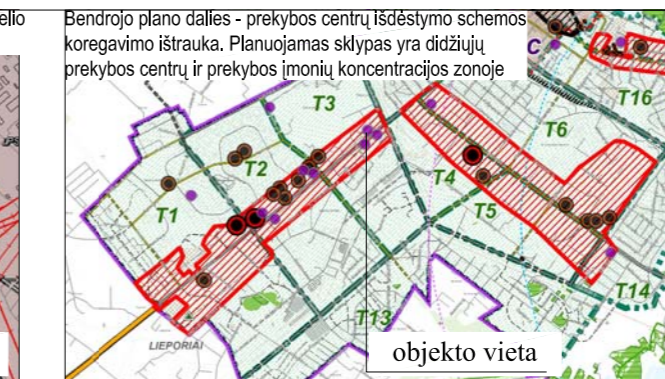 elio
Bendrojo plano dalies - prekybos centrų išdėstymo schemos
koregavimo ištrauka. Planuojamas sklypas yra didžiųjų
prekybos centrų ir prekybos įmonių koncentracijos zonoje
C
T16
T3
T6
T2
T4
T1
T5
T14
T13
LIEPORIAI
objekto vieta